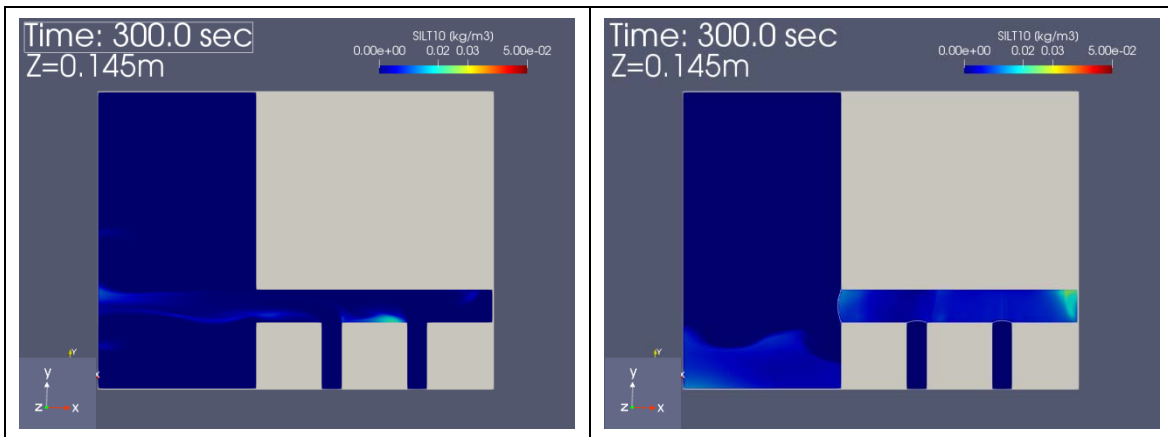 Time: 300.0 sec
Z=0.145m
SILT10 (kg/m3)
0.00e+00 0.02 0.03 5.00e-02
Y
y
z x
Time: 300.0 sec
Z=0.145m
SILT10 (kg/m3)
0.00e+00 0.02 0.03 5.00e-02
Y
x
y
z x